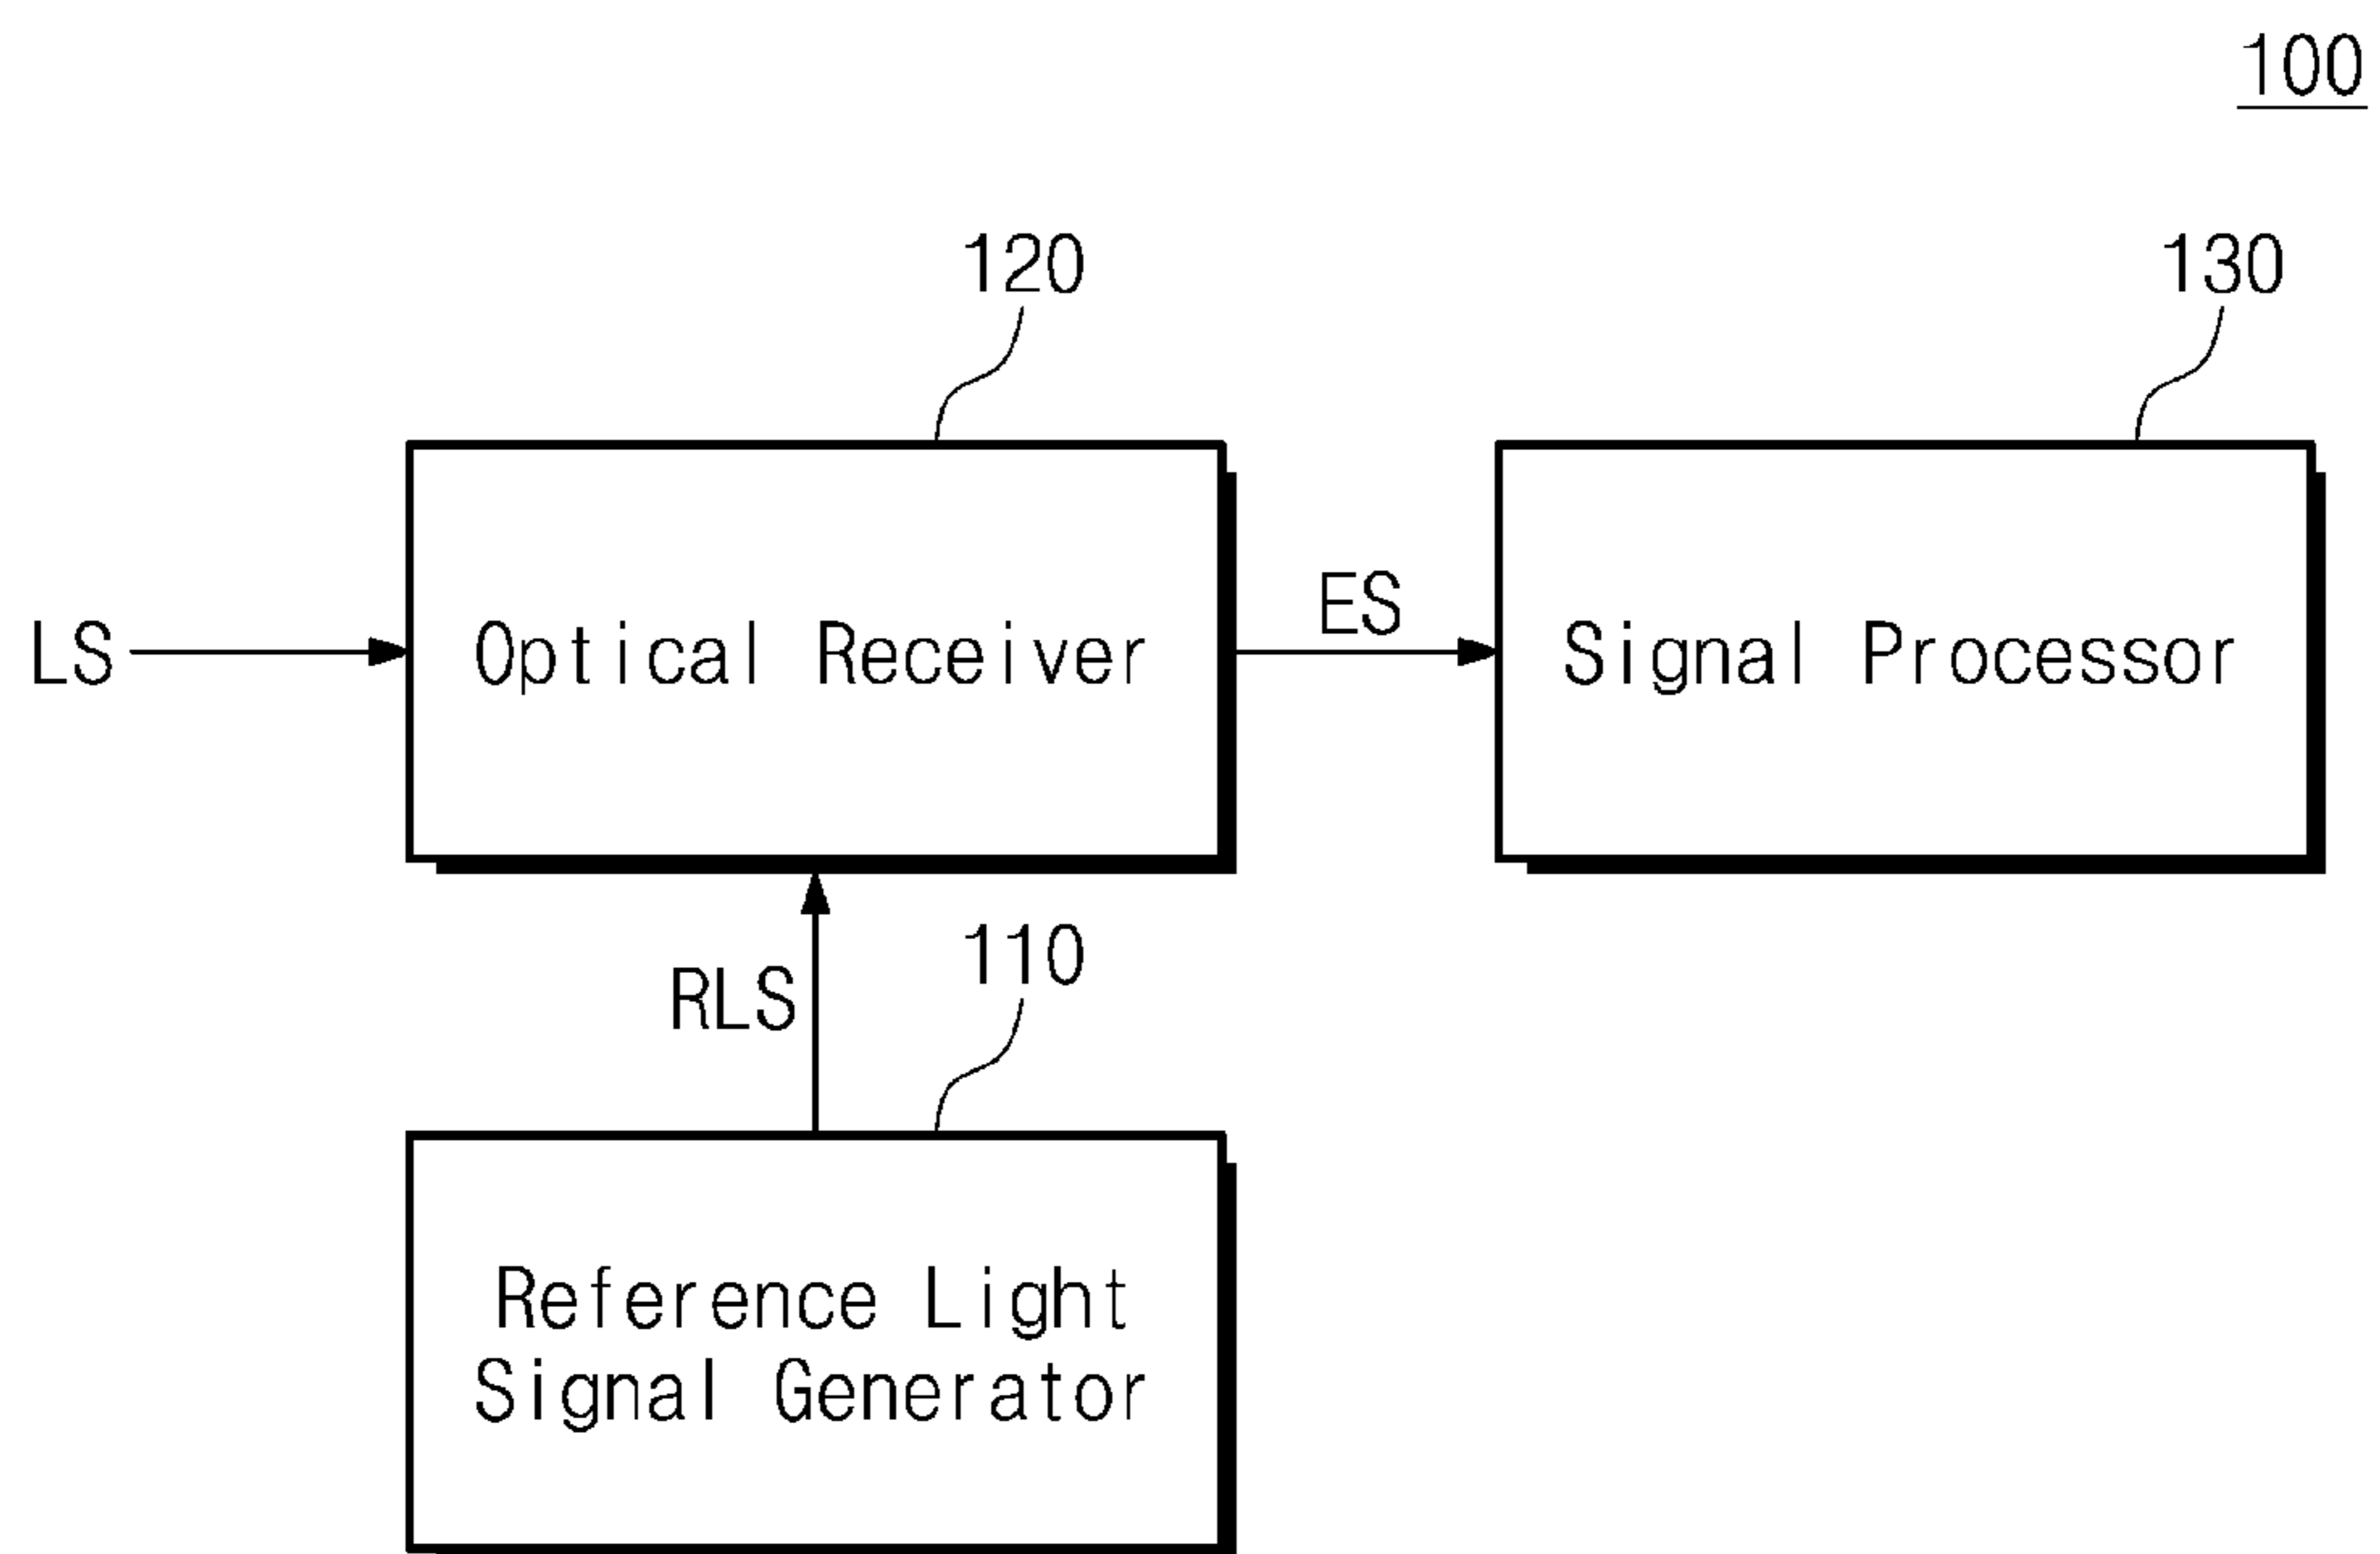 100
120
130
LS
Optical Receiver
ES
Signal Processor
RLS
110
Reference Light
Signal Generator